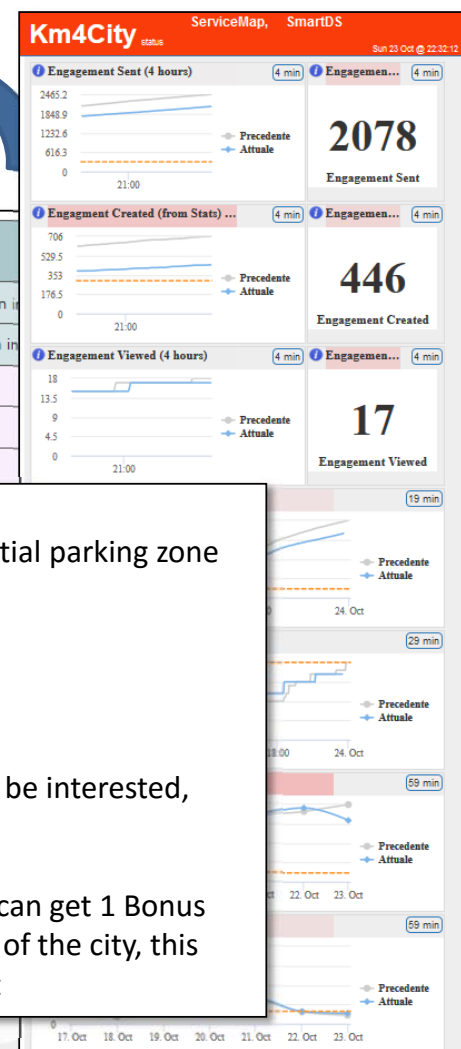 ServiceMap, SmartDS
Km4City status
Sun 23 Oct @ 22:32:12
Engagement Sent (4 hours)
4 min
2465.2
1848.9
1232.6
616.3
0
21:00
Precedente
Attuale
Engagemen...
4 min
2078
Engagement Sent
Engagment Created (from Stats) ...
4 min
706
529.5
353
176.5
0
21:00
Precedente
Attuale
Engagemen...
4 min
446
Engagement Created
Engagement Viewed (4 hours)
4 min
18
13.5
9
4.5
0
21:00
Precedente
Attuale
Engagemen...
4 min
17
Engagement Viewed
tial parking zone
be interested,
can get 1 Bonus
of the city, this
19 min
Precedente
Attuale
24. Oct
29 min
Precedente
Attuale
18:00 24. Oct
59 min
Precedente
Attuale
22. Oct 23. Oct
59 min
Precedente
Attuale
0
17. Oct 18. Oct 19. Oct 20. Oct 21. Oct 22. Oct 23. Oct